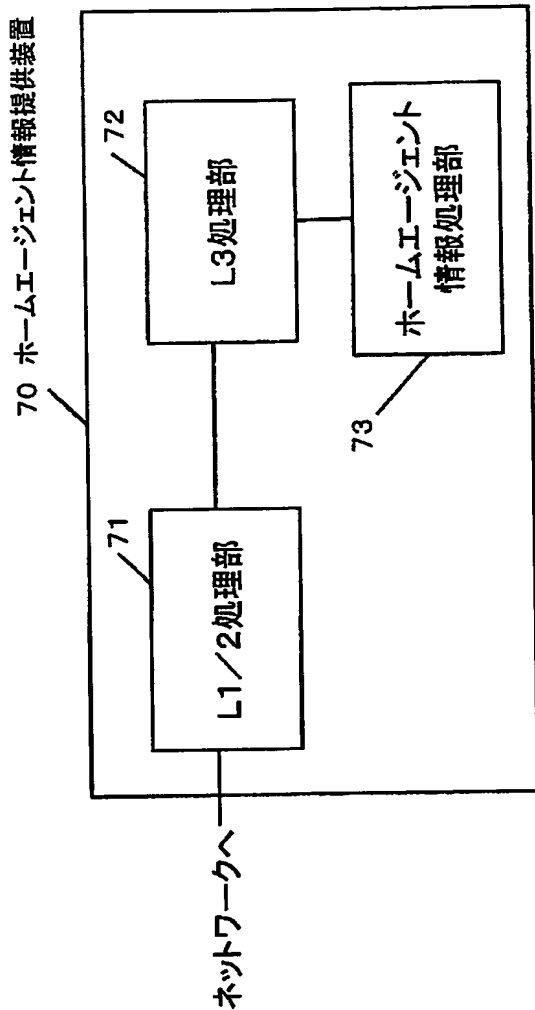 70 ホームエージェント情報提供装置
71
L1/2処理部
72
L3処理部
73
ホームエージェント
情報処理部
ネットワークへ